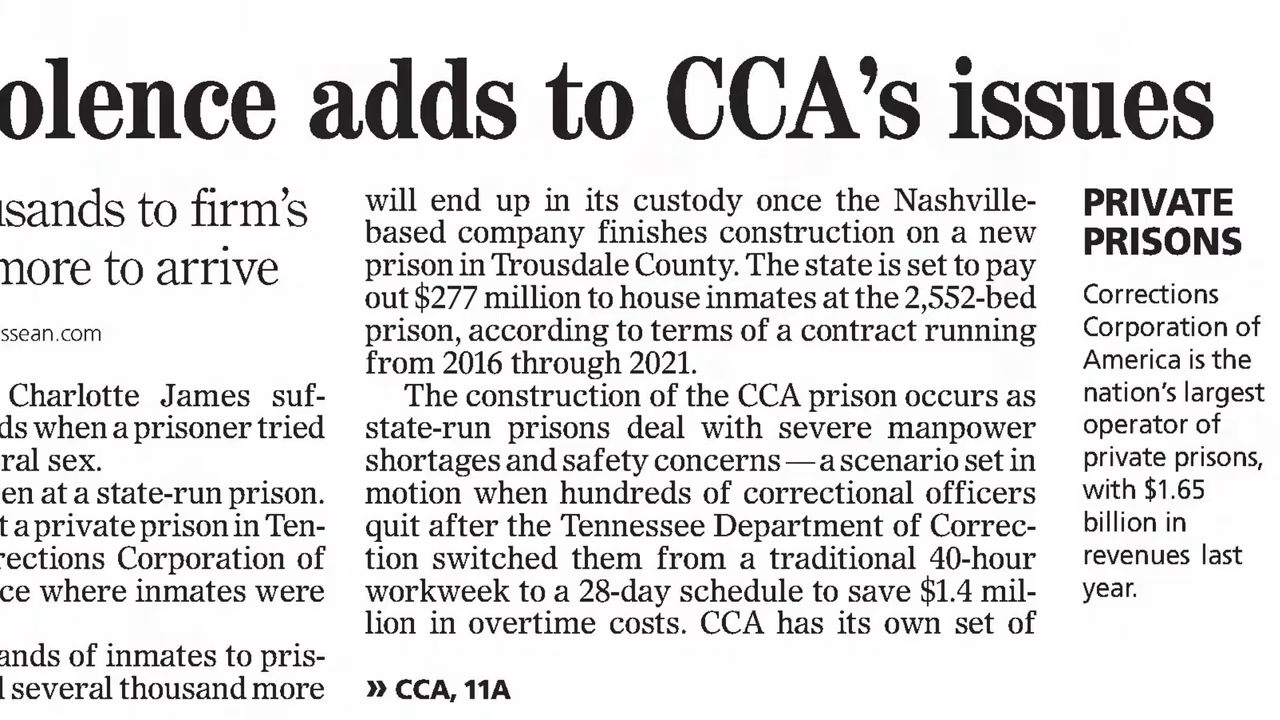 olence adds to CCA's issues
usands to firm's
more to arrive
ssean.com
Charlotte James suf-
ds when a prisoner tried
ral sex.
en at a state-run prison.
t a private prison in Ten-
rections Corporation of
ce where inmates were
ands of inmates to pris-
l several thousand more
will end up in its custody once the Nashville-
based company finishes construction on a new
prison in Trousdale County. The state is set to pay
out $277 million to house inmates at the 2,552-bed
prison, according to terms of a contract running
from 2016 through 2021.
The construction of the CCA prison occurs as
state-run prisons deal with severe manpower
shortages and safety concerns — a scenario set in
motion when hundreds of correctional officers
quit after the Tennessee Department of Correc-
tion switched them from a traditional 40-hour
workweek to a 28-day schedule to save $1.4 mil-
lion in overtime costs. CCA has its own set of
» CCA, 11A
PRIVATE
PRISONS
Corrections
Corporation of
America is the
nation's largest
operator of
private prisons,
with $1.65
billion in
revenues last
year.